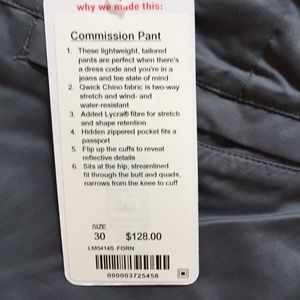 why we made this:
Commission Pant
1. These lightweight, tailored
pants are perfect when there's
a dress code and you're in a
jeans and tee state of mind
2. Qwick Chino fabric is two-way
stretch and wind- and
water-resistant
3. Added Lycra® fibre for stretch
and shape retention
4. Hidden zippered pocket fits a
passport
5. Flip up the cuffs to reveal
reflective details
6. Sits at the hip, streamlined
fit through the butt and quads,
narrows from the knee to cuff
SIZE
30 $128.00
LM5414S FORN
000003725458